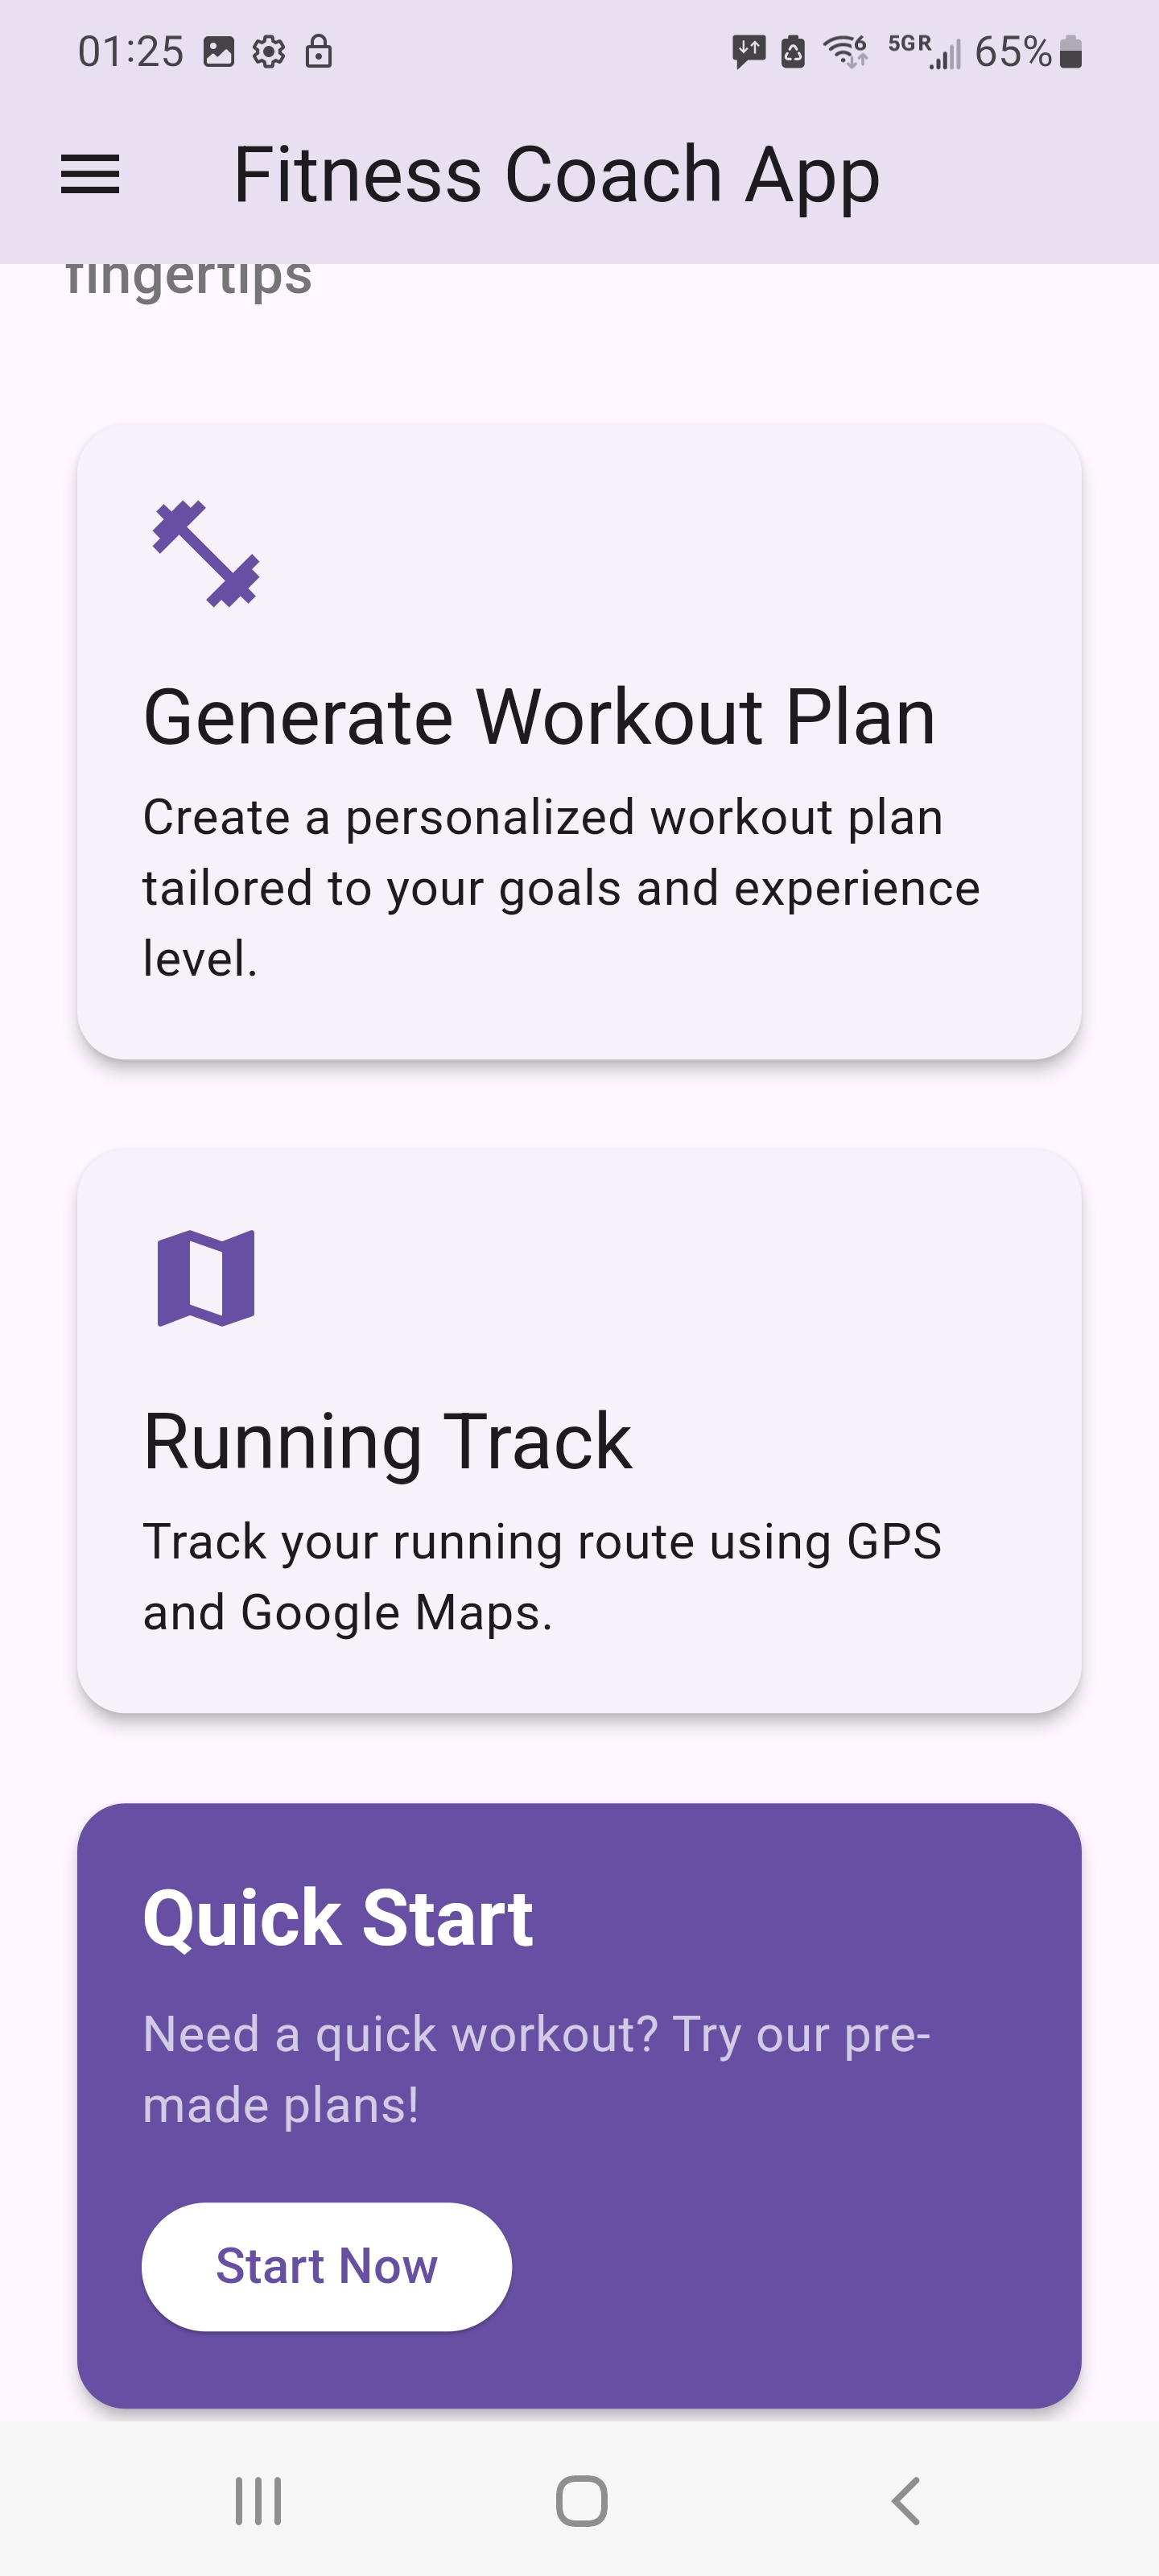 01:25
6 5GR 65%
Fitness Coach App
fingertips
Generate Workout Plan
Create a personalized workout plan
tailored to your goals and experience
level.
Running Track
Track your running route using GPS
and Google Maps.
Quick Start
Need a quick workout? Try our pre-
made plans!
Start Now